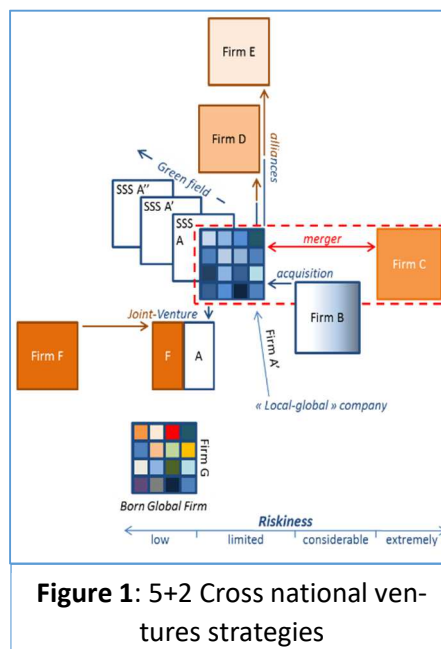 Firm E
Firm D
alliances
Green field
SSS A''
SSS A'
SSS
A
merger
Firm C
acquisition
Firm B
Joint-Venture
Firm F
F
A
Firm A'
« Local-global » company
Firm G
Born Global Firm
Riskiness
low
limited
considerable
extremely
Figure 1: 5+2 Cross national ven-
tures strategies